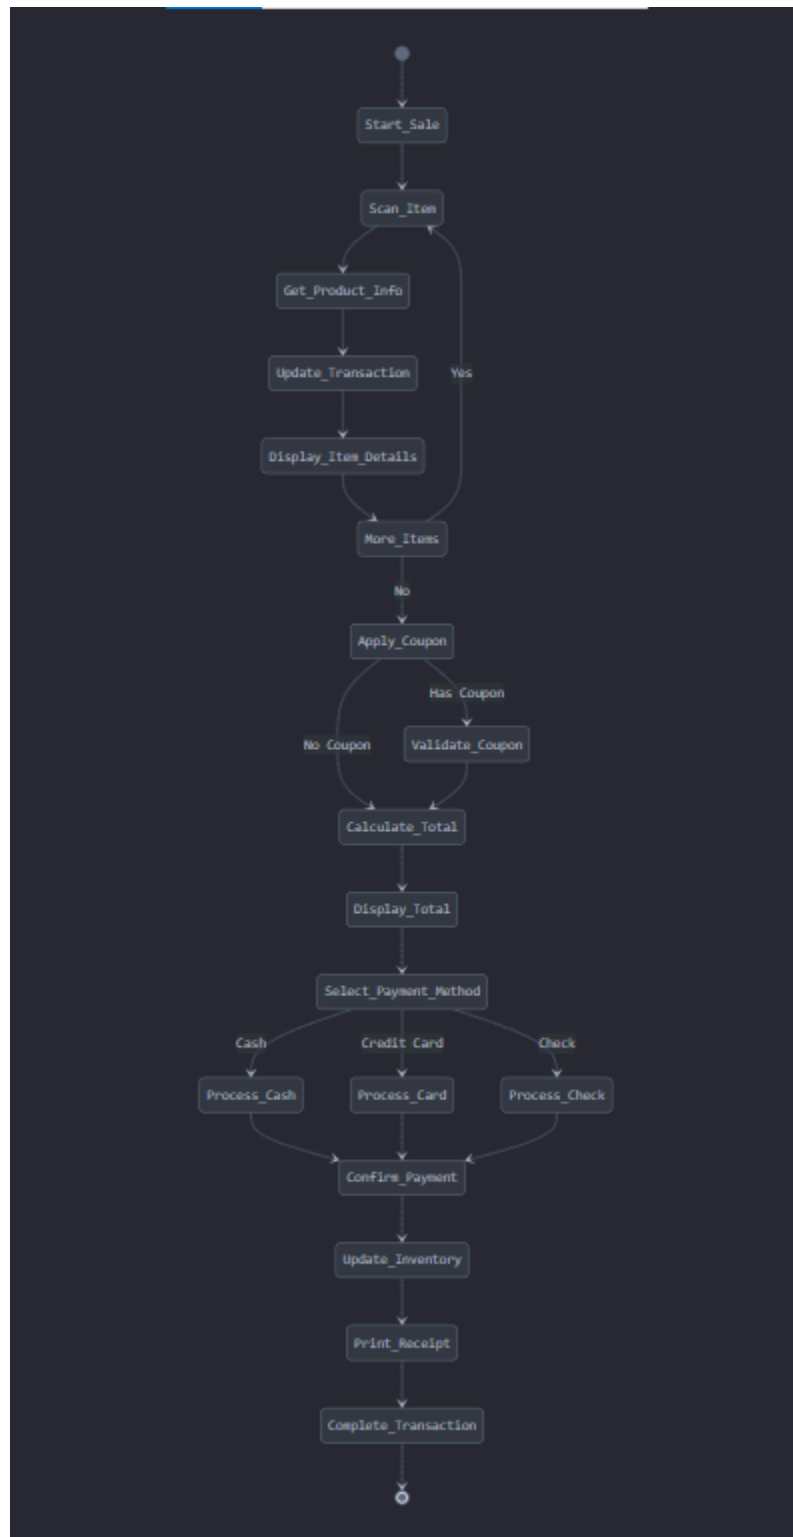 Start_Sale
Scan_Item
Get_Product_Info
Update_Transaction
Yes
Display_Item_Details
More_Items
No
Apply_Coupon
Has Coupon
No Coupon
Validate_Coupon
Calculate_Total
Display_Total
Select_Payment_Method
Cash
Credit Card
Check
Process_Cash
Process_Card
Process_Check
Confirm_Payment
Update_Inventory
Print_Receipt
Complete_Transaction